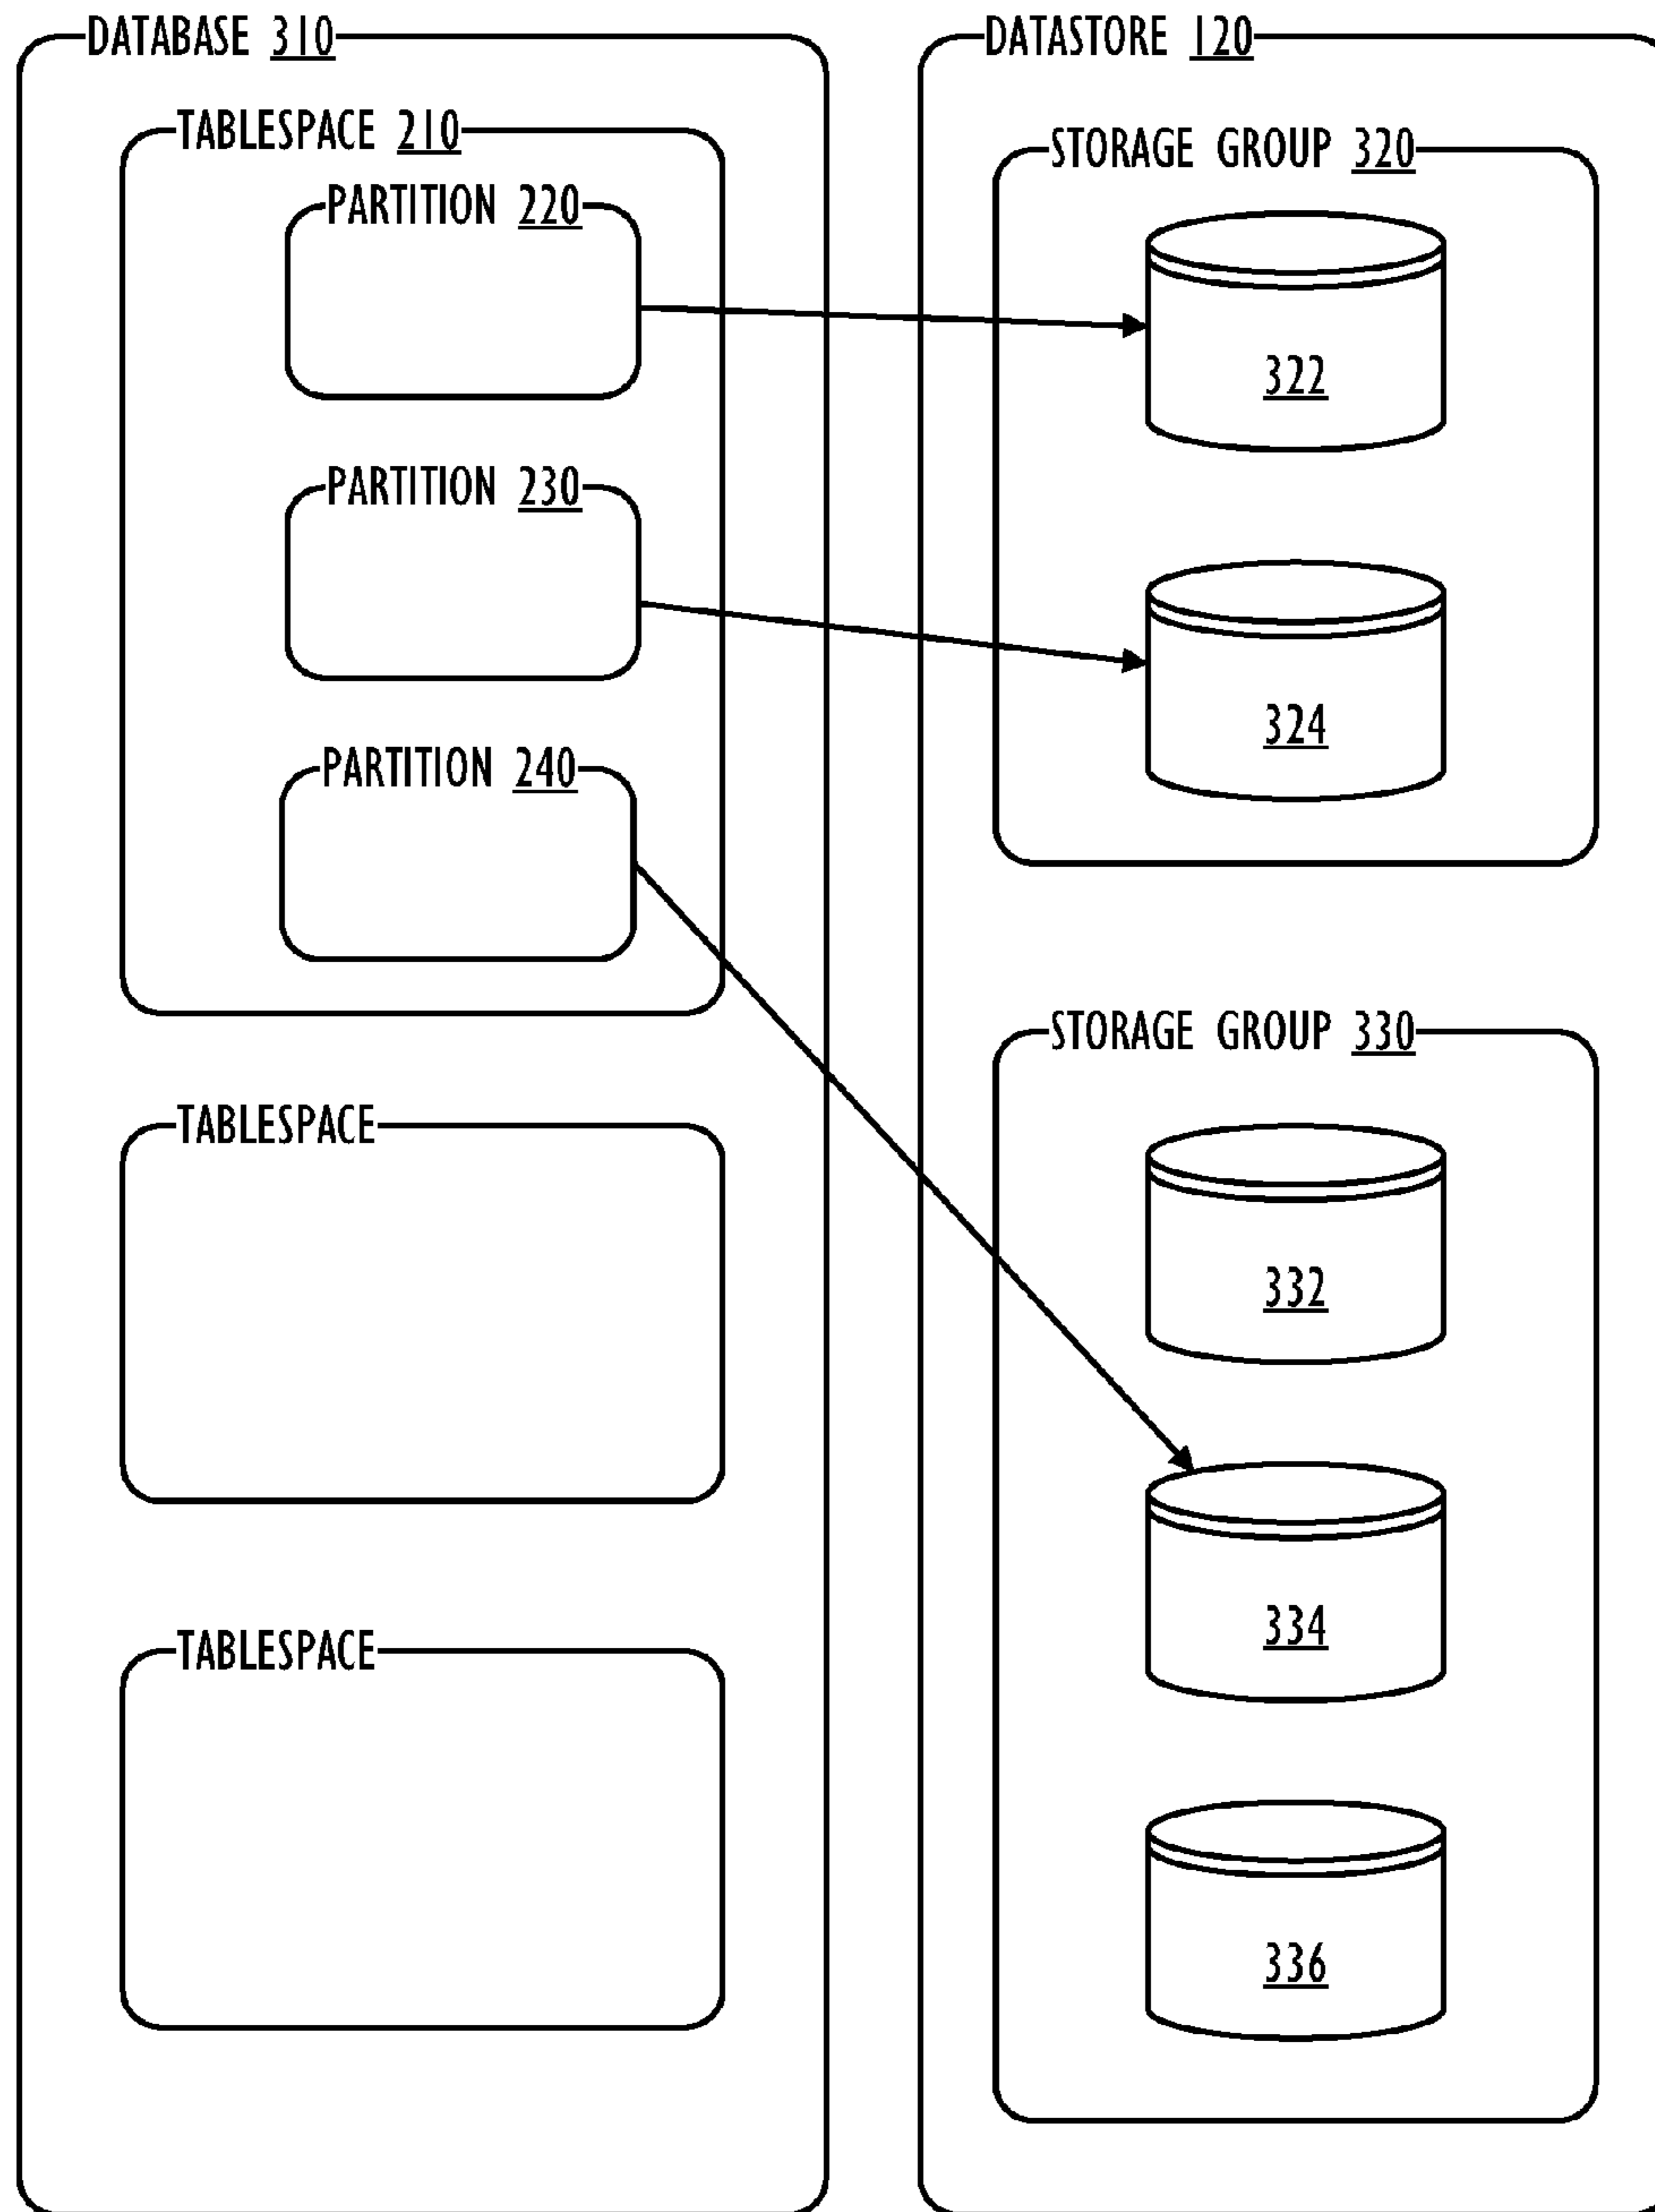 DATABASE 310
TABLESPACE 210
PARTITION 220
PARTITION 230
PARTITION 240
TABLESPACE
TABLESPACE
DATASTORE 120
STORAGE GROUP 320
322
324
STORAGE GROUP 330
332
334
336